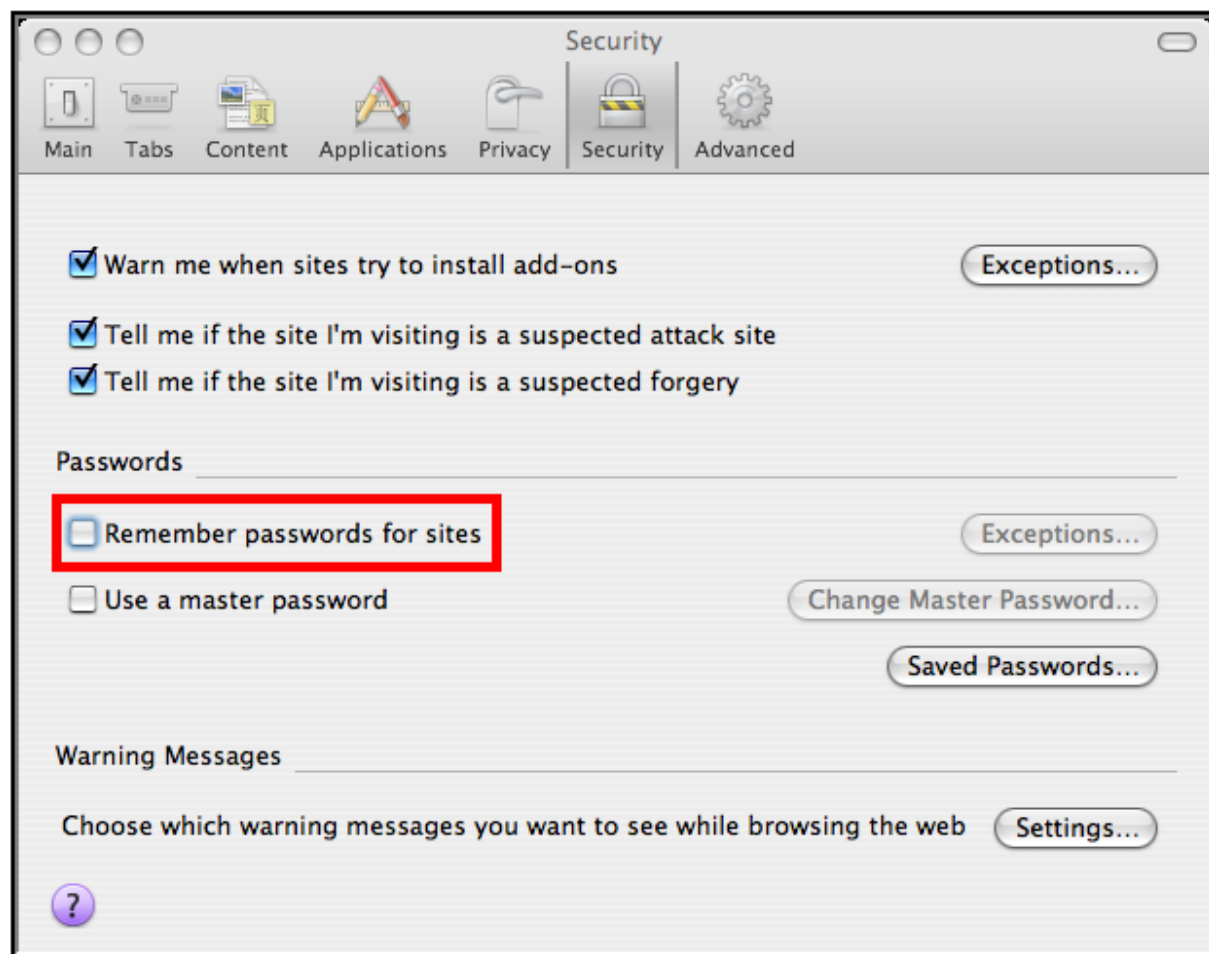 Security
Main Tabs Content Applications Privacy Security Advanced
页
Warn me when sites try to install add-ons Exceptions...
Tell me if the site I'm visiting is a suspected attack site
Tell me if the site I'm visiting is a suspected forgery
Passwords
Remember passwords for sites Exceptions...
Use a master password Change Master Password...
Saved Passwords...
Warning Messages
Choose which warning messages you want to see while browsing the web Settings...
?